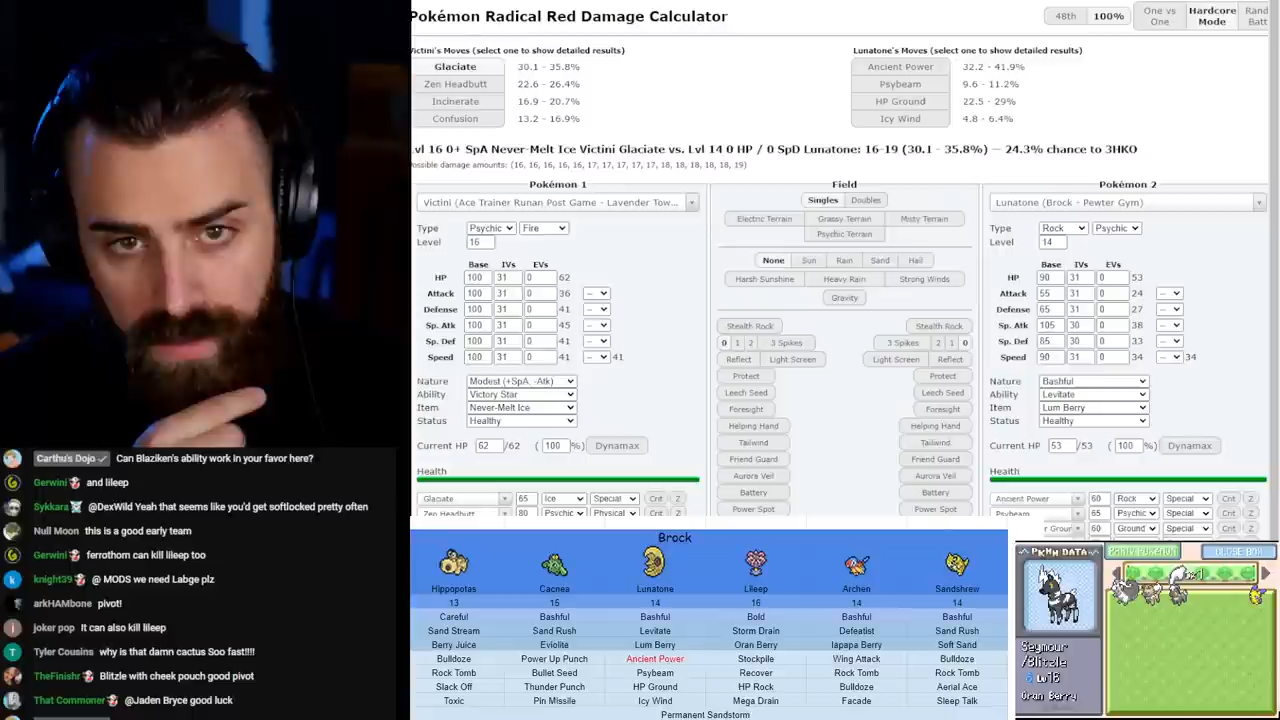 Pokémon Radical Red Damage Calculator
48th 100%
One vs One
Hardcore Mode
Rand Batt
Victini's Moves (select one to show detailed results)
Glaciate 30.1 - 35.8%
Zen Headbutt 22.6 - 26.4%
Incinerate 16.9 - 20.7%
Confusion 13.2 - 16.9%
Lunatone's Moves (select one to show detailed results)
Ancient Power 32.2 - 41.9%
Psybeam 9.6 - 11.2%
HP Ground 22.5 - 29%
Icy Wind 4.8 - 6.4%
Lvl 16 0+ SpA Never-Melt Ice Victini Glaciate vs. Lvl 14 0 HP / 0 SpD Lunatone: 16-19 (30.1 - 35.8%) — 24.3% chance to 3HKO
Possible damage amounts: (16, 16, 16, 16, 16, 17, 17, 17, 17, 17, 18, 18, 18, 18, 18, 19)
Pokémon 1
Victini (Ace Trainer Runan Post Game - Lavender Tow...
Type Psychic Fire
Level 16
Base IVs EVs
HP 100 31 0 62
Attack 100 31 0 36 --
Defense 100 31 0 41 --
Sp. Atk 100 31 0 45 --
Sp. Def 100 31 0 41 --
Speed 100 31 0 41 -- 41
Nature Modest (+SpA, -Atk)
Ability Victory Star
Item Never-Melt Ice
Status Healthy
Current HP 62 /62 ( 100 %) Dynamax
Health
Glaciate 65 Ice Special Crit Z
Zen Headbutt 80 Psychic Physical Crit Z
Field
Singles Doubles
Electric Terrain Grassy Terrain Misty Terrain
Psychic Terrain
None Sun Rain Sand Hail
Harsh Sunshine Heavy Rain Strong Winds
Gravity
Stealth Rock Stealth Rock
0 1 2 3 Spikes 3 Spikes 2 1 0
Reflect Light Screen Light Screen Reflect
Protect Protect
Leech Seed Leech Seed
Foresight Foresight
Helping Hand Helping Hand
Tailwind Tailwind
Friend Guard Friend Guard
Aurora Veil Aurora Veil
Battery Battery
Power Spot Power Spot
Pokémon 2
Lunatone (Brock - Pewter Gym)
Type Rock Psychic
Level 14
Base IVs EVs
HP 90 31 0 53
Attack 55 31 0 24 --
Defense 65 31 0 27 --
Sp. Atk 105 30 0 38 --
Sp. Def 85 30 0 33 --
Speed 90 31 0 34 -- 34
Nature Bashful
Ability Levitate
Item Lum Berry
Status Healthy
Current HP 53 /53 ( 100 %) Dynamax
Health
Ancient Power 60 Rock Special Crit Z
Psybeam 65 Psychic Special Crit Z
60 Ground Special Crit Z
Carthu's Dojo Can Blaziken's ability work in your favor here?
Gerwini and lileep
Sykkara @DexWild Yeah that seems like you'd get softlocked pretty often
Null Moon this is a good early team
Gerwini ferrothorn can kill lileep too
knight39 @ MODS we need Labge plz
arkHAMbone pivot!
joker pop It can also kill lileep
Tyler Cousins why is that damn cactus Soo fast!!!!
TheFinishr Blitzle with cheek pouch good pivot
That Commoner @Jaden Bryce good luck
Brock
Hippopotas Cacnea Lunatone Lileep Archen Sandshrew
13 15 14 16 14 14
Careful Bashful Bashful Bold Bashful Bashful
Sand Stream Sand Rush Levitate Storm Drain Defeatist Sand Rush
Berry Juice Eviolite Lum Berry Oran Berry Iapapa Berry Soft Sand
Bulldoze Power Up Punch Ancient Power Stockpile Wing Attack Bulldoze
Rock Tomb Bullet Seed Psybeam Recover Rock Tomb Rock Tomb
Slack Off Thunder Punch HP Ground HP Rock Bulldoze Aerial Ace
Toxic Pin Missile Icy Wind Mega Drain Facade Sleep Talk
Permanent Sandstorm
PKMN DATA
PARTY POKéMON
CLOSE BOX
Seymour
/Blitzle
Lv16
Oran Berry